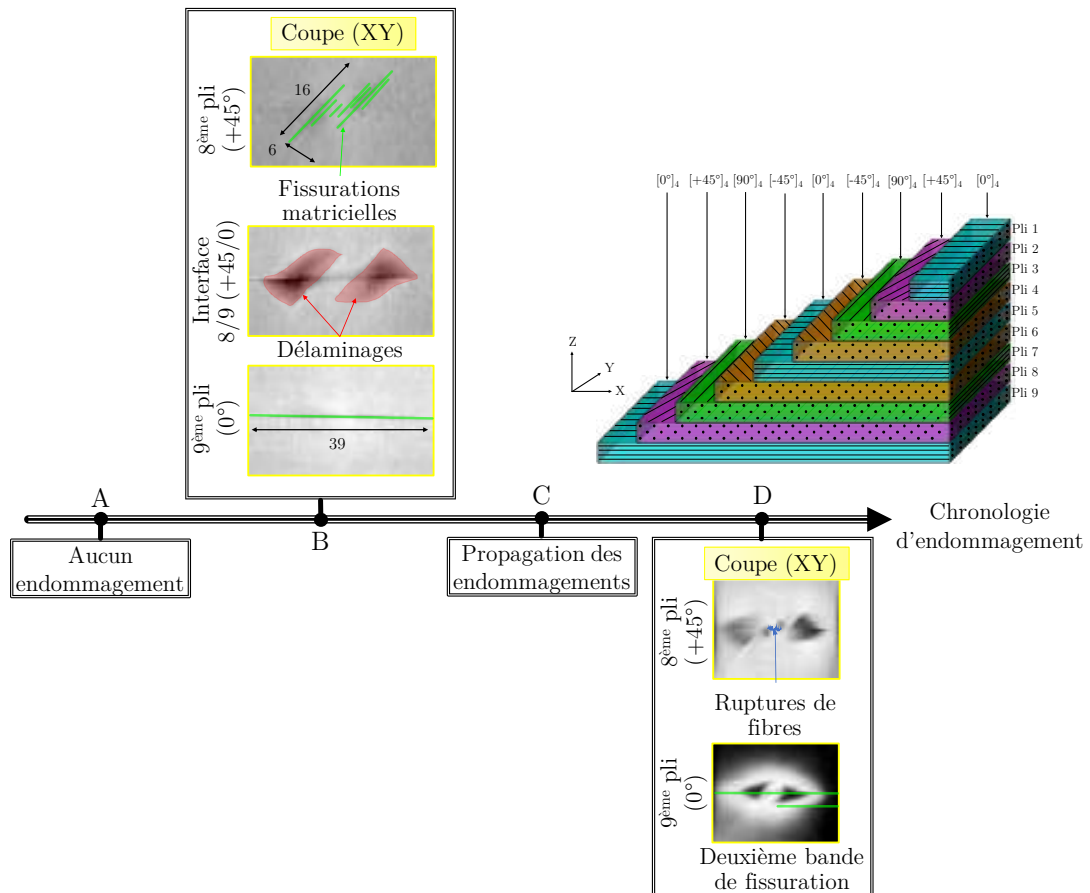 Coupe (XY)
8ème pli
(+45°)
16
6
Fissurations
matricielles
Interface
8/9 (+45/0)
Délaminages
9ème pli
(0°)
39
[0°]4 [+45°]4 [90°]4 [-45°]4 [0°]4 [-45°]4 [90°]4 [+45°]4 [0°]4
Pli 1
Pli 2
Pli 3
Pli 4
Pli 5
Pli 6
Pli 7
Pli 8
Pli 9
Z
Y
X
A
B
C
D
Chronologie
d'endommagement
Aucun
endommagement
Propagation des
endommagements
Coupe (XY)
8ème pli
(+45°)
Ruptures de
fibres
9ème pli
(0°)
Deuxième bande
de fissuration